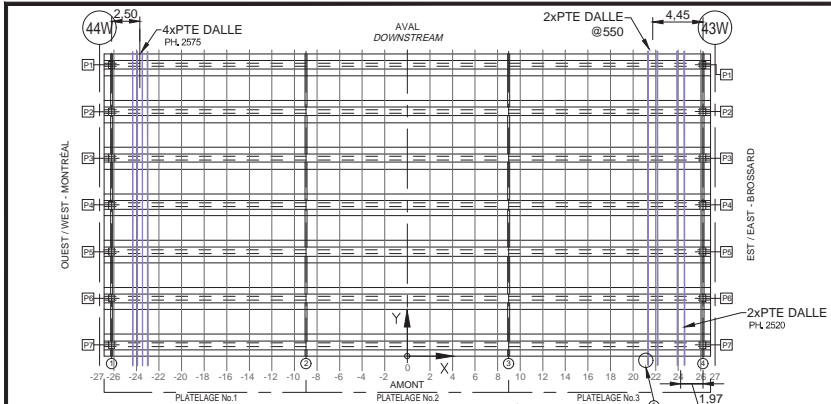 2,50
4,45
44W
43W
4xPTE DALLE
PH. 2575
AVAL
DOWNSTREAM
2xPTE DALLE
@550
P1
P1
P2
P2
P3
P3
P4
P4
P5
P5
P6
P6
P7
P7
OUEST / WEST - MONTRÉAL
EST / EAST - BROSSARD
2xPTE DALLE
PH. 2520
Y
X
1
2
0
3
4
-27 -26 -24 -22 -20 -18 -16 -14 -12 -10 -8 -6 -4 -2 0 2 4 6 8 10 12 14 16 18 20 22 24 26 27
AMONT
PLATELAGE No.1
PLATELAGE No.2
PLATELAGE No.3
1,97